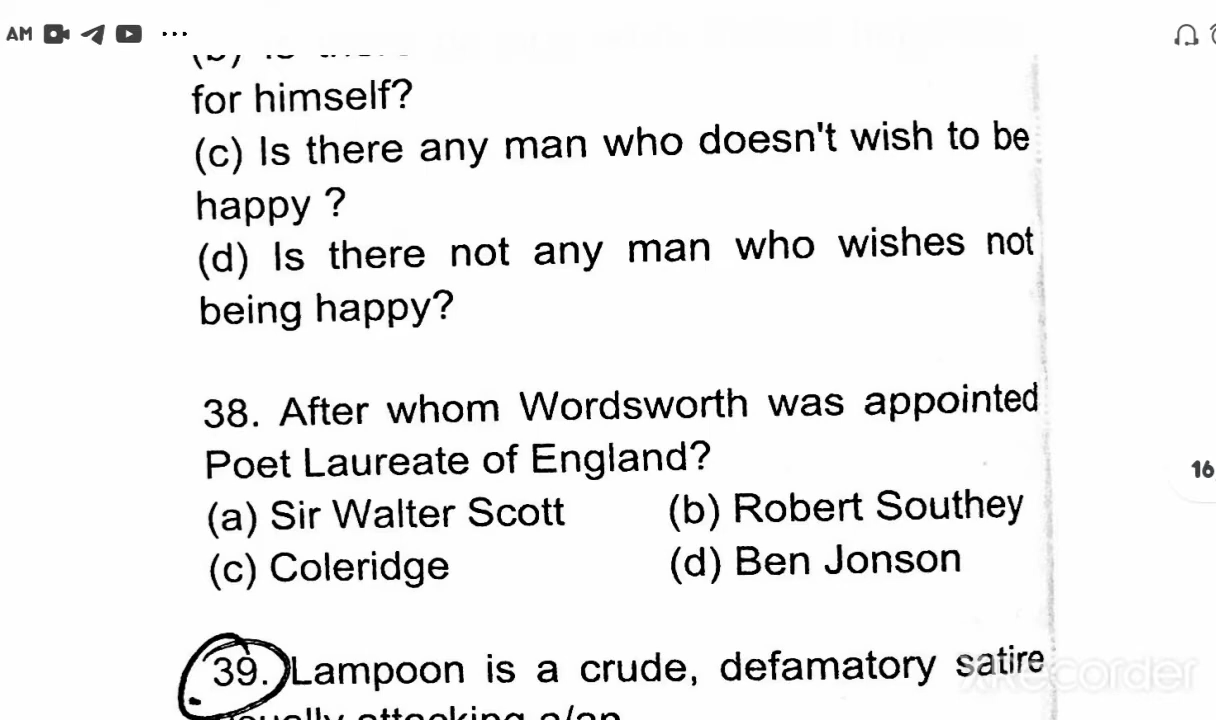 AM ...
for himself?
(c) Is there any man who doesn't wish to be
happy ?
(d) Is there not any man who wishes not
being happy?
38. After whom Wordsworth was appointed
Poet Laureate of England?
16
(a) Sir Walter Scott (b) Robert Southey
(c) Coleridge (d) Ben Jonson
39. Lampoon is a crude, defamatory satire
Recorder